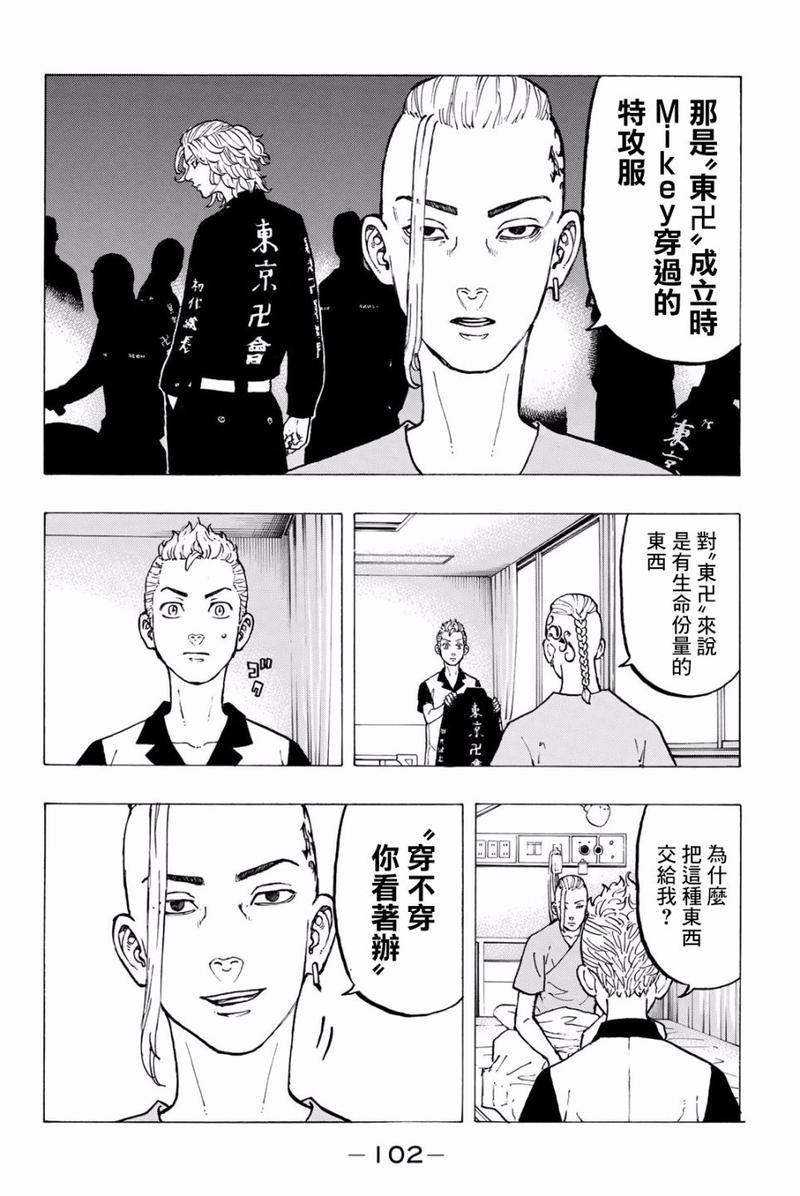 那是〝東卍〞成立時
Mikey穿過的
特攻服
東京卍會
初代總長
東京
對〝東卍〞來說
是有生命份量的
東西
東京卍會
ゴク
為什麼
把這種東西
交給我？
〝穿不穿
你看著辦〞
—102—